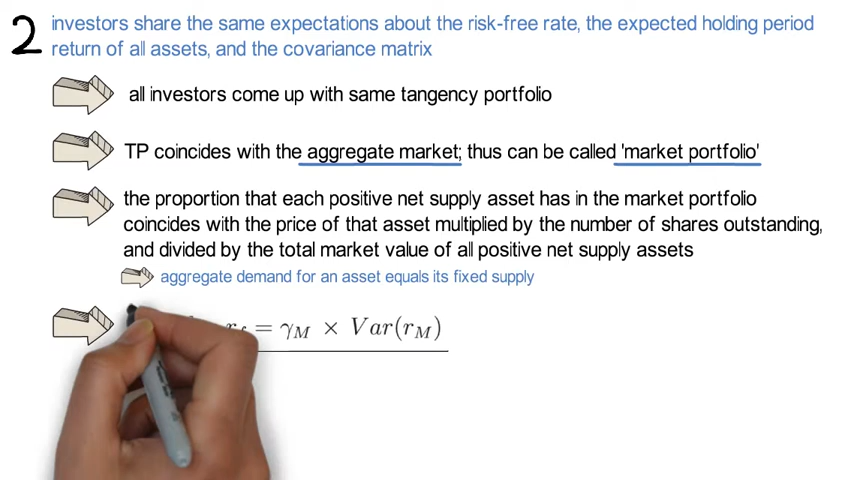 2 investors share the same expectations about the risk-free rate, the expected holding period
return of all assets, and the covariance matrix
all investors come up with same tangency portfolio
TP coincides with the aggregate market; thus can be called 'market portfolio'
the proportion that each positive net supply asset has in the market portfolio
coincides with the price of that asset multiplied by the number of shares outstanding,
and divided by the total market value of all positive net supply assets
aggregate demand for an asset equals its fixed supply
= γ_M × Var(r_M)